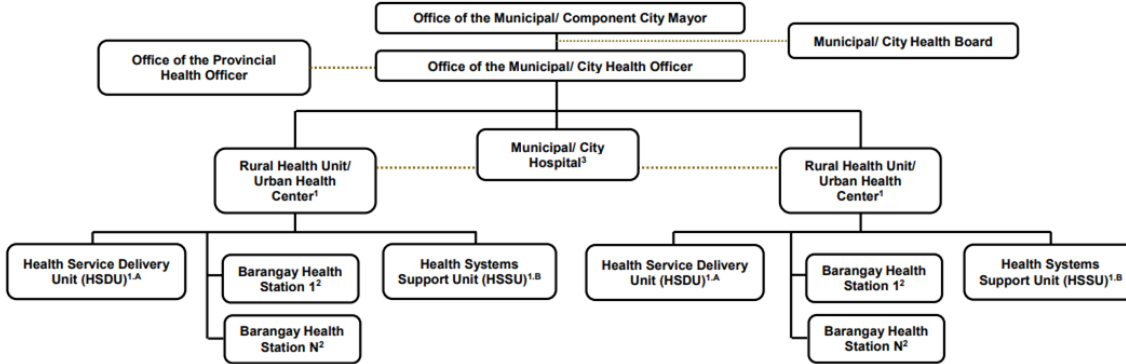 Office of the Municipal/ Component City Mayor
Municipal/ City Health Board
Office of the Provincial
Health Officer
Office of the Municipal/ City Health Officer
Rural Health Unit/
Urban Health
Center¹
Municipal/ City
Hospital³
Rural Health Unit/
Urban Health
Center¹
Health Service Delivery
Unit (HSDU)¹·ᴬ
Barangay Health
Station 1²
Barangay Health
Station N²
Health Systems
Support Unit (HSSU)¹·ᴮ
Health Service Delivery
Unit (HSDU)¹·ᴬ
Barangay Health
Station 1²
Barangay Health
Station N²
Health Systems
Support Unit (HSSU)¹·ᴮ